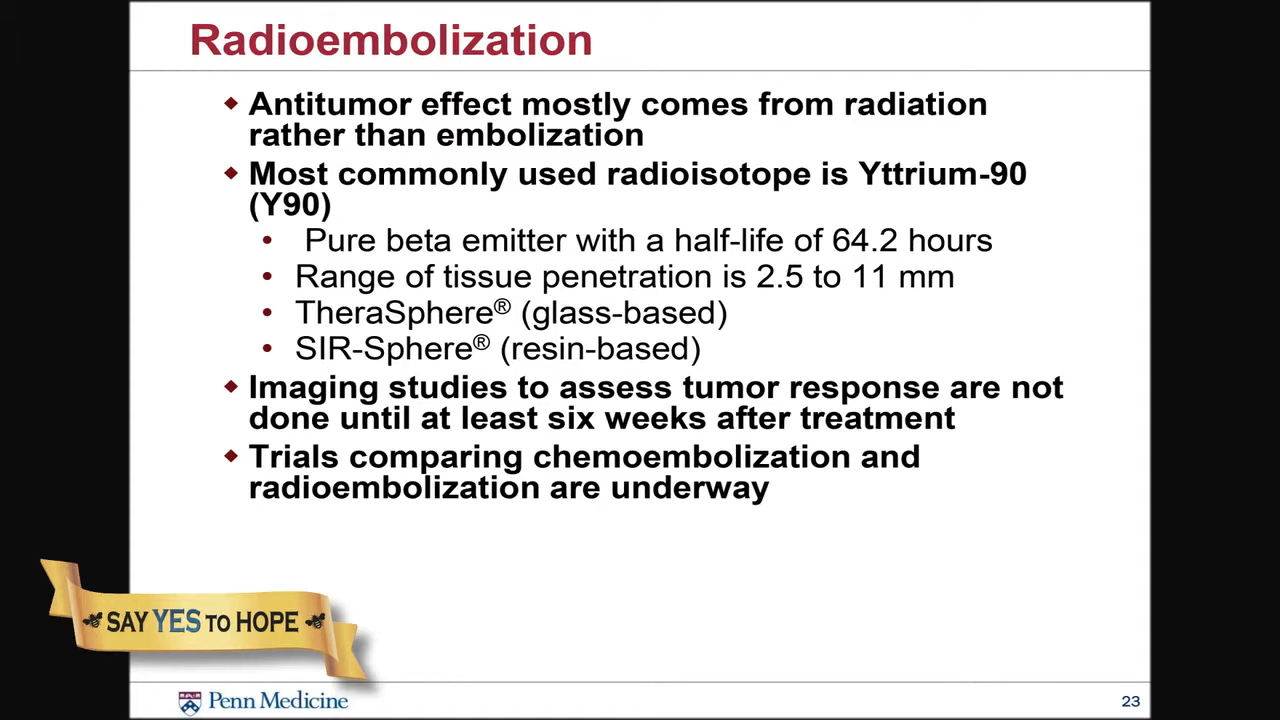 Radioembolization
Antitumor effect mostly comes from radiation
rather than embolization
Most commonly used radioisotope is Yttrium-90
(Y90)
Pure beta emitter with a half-life of 64.2 hours
Range of tissue penetration is 2.5 to 11 mm
TheraSphere® (glass-based)
SIR-Sphere® (resin-based)
Imaging studies to assess tumor response are not
done until at least six weeks after treatment
Trials comparing chemoembolization and
radioembolization are underway
SAY YES TO HOPE
Penn Medicine
23